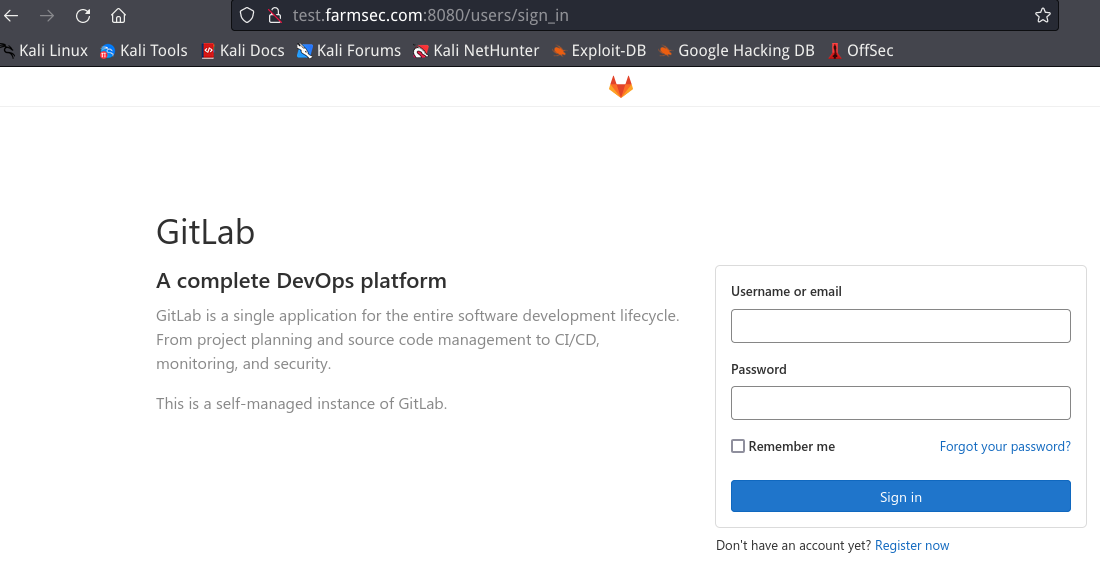 test.farmsec.com:8080/users/sign_in
Kali Linux Kali Tools Kali Docs Kali Forums Kali NetHunter Exploit-DB Google Hacking DB OffSec
GitLab
A complete DevOps platform
GitLab is a single application for the entire software development lifecycle.
From project planning and source code management to CI/CD,
monitoring, and security.
This is a self-managed instance of GitLab.
Username or email
Password
Remember me Forgot your password?
Sign in
Don't have an account yet? Register now